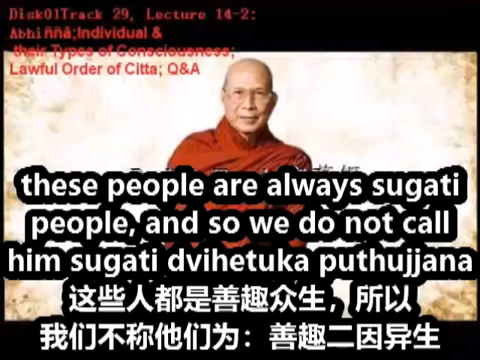 Disk01Track 29, Lecture 14-2:
Abhiññā;Individual &
their Types of Consciousness;
Lawful Order of Citta; Q&A
these people are always sugati
people, and so we do not call
him sugati dvihetuka puthujjana
这些人都是善趣众生，所以
我们不称他们为：善趣二因异生